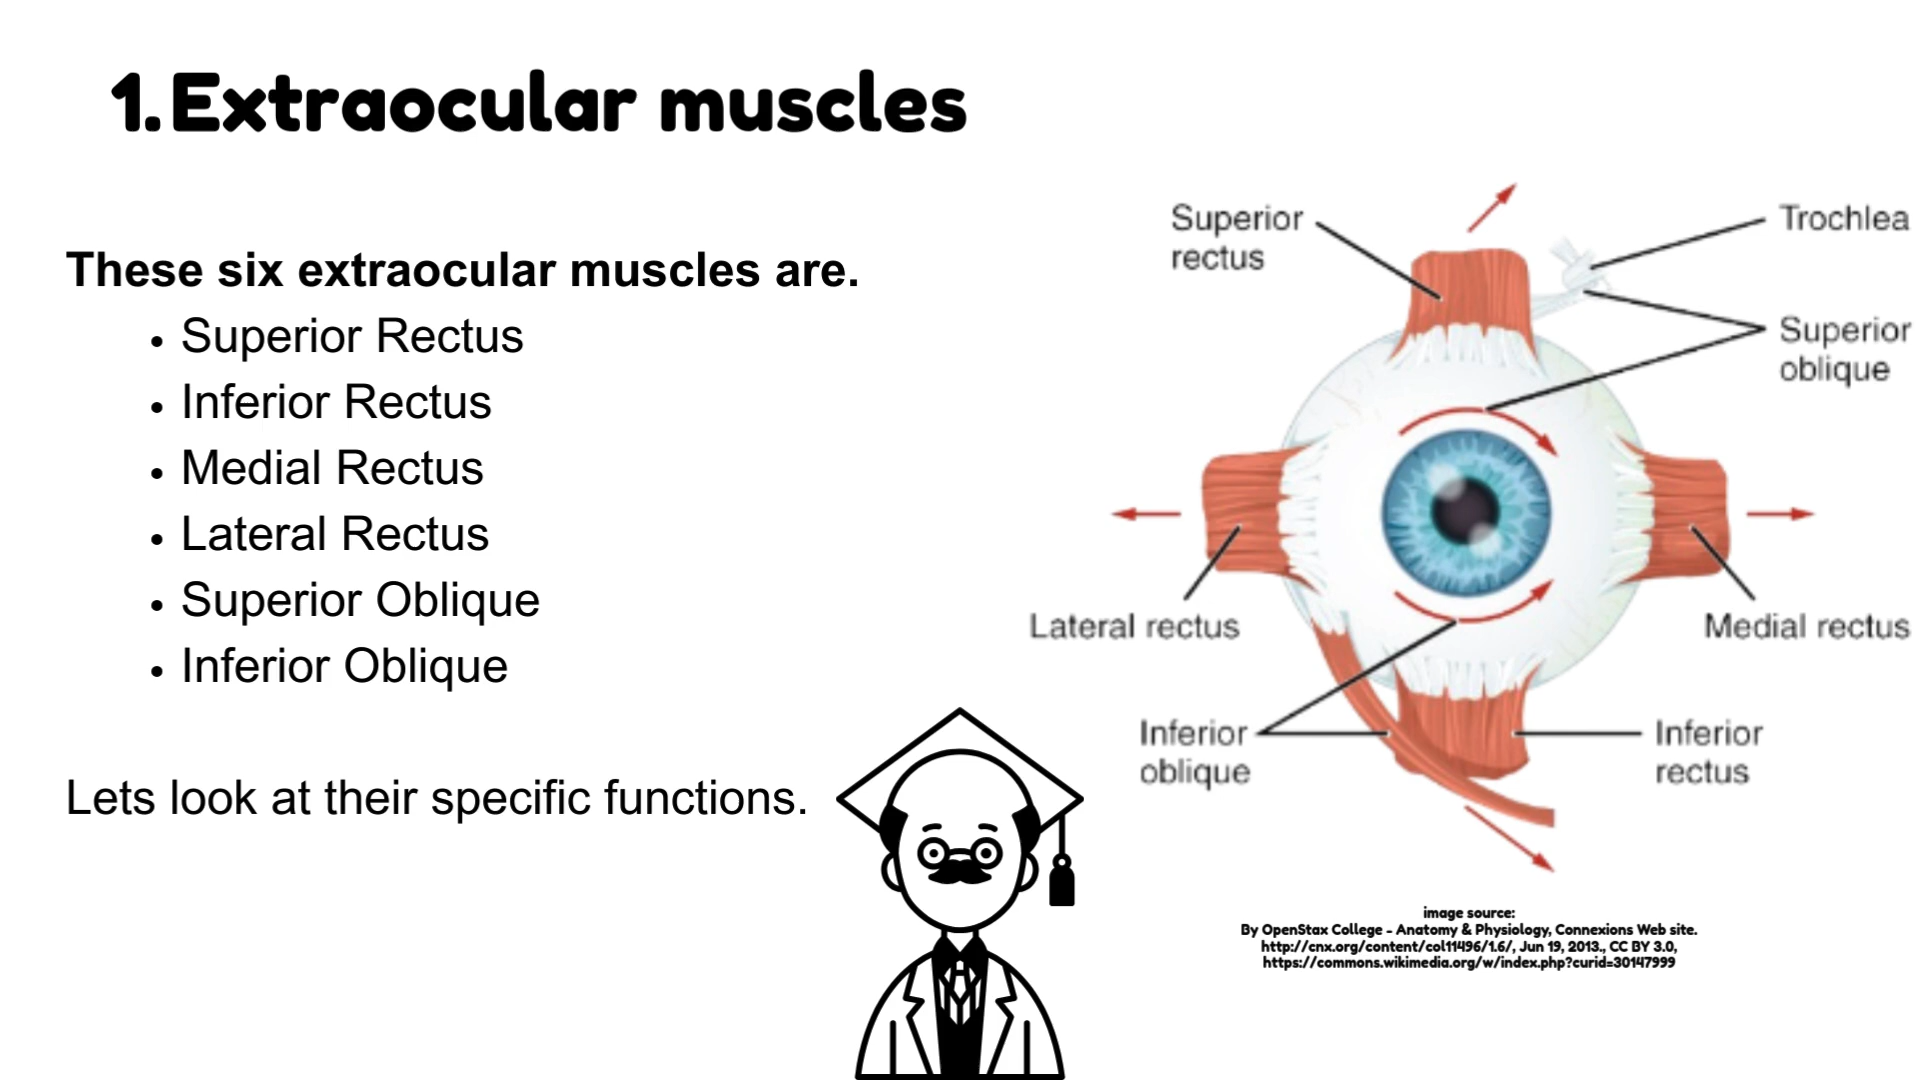 1. Extraocular muscles
These six extraocular muscles are.
• Superior Rectus
• Inferior Rectus
• Medial Rectus
• Lateral Rectus
• Superior Oblique
• Inferior Oblique
Lets look at their specific functions.
Superior
rectus
Trochlea
Superior
oblique
Lateral rectus
Medial rectus
Inferior
oblique
Inferior
rectus
image source:
By OpenStax College - Anatomy & Physiology, Connexions Web site.
http://cnx.org/content/col11496/1.6/, Jun 19, 2013., CC BY 3.0,
https://commons.wikimedia.org/w/index.php?curid=30147999